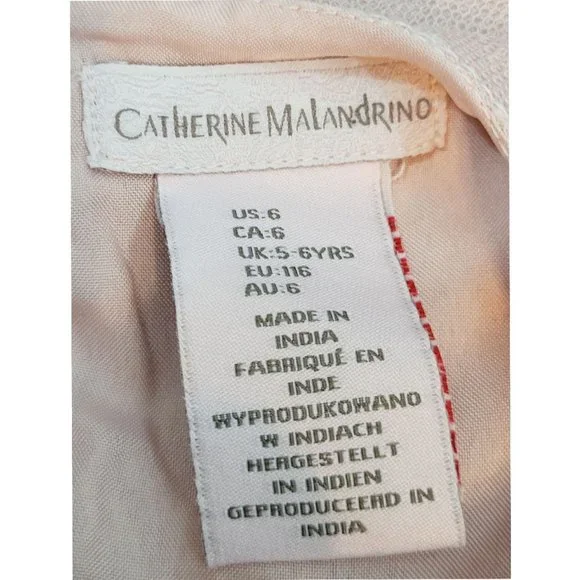 CATHERINE MALANDRINO
US:6
CA:6
UK:5-6YRS
EU:116
AU:6
MADE IN
INDIA
FABRIQUÉ EN
INDE
WYPRODUKOWANO
W INDIACH
HERGESTELLT
IN INDIEN
GEPRODUCEERD IN
INDIA